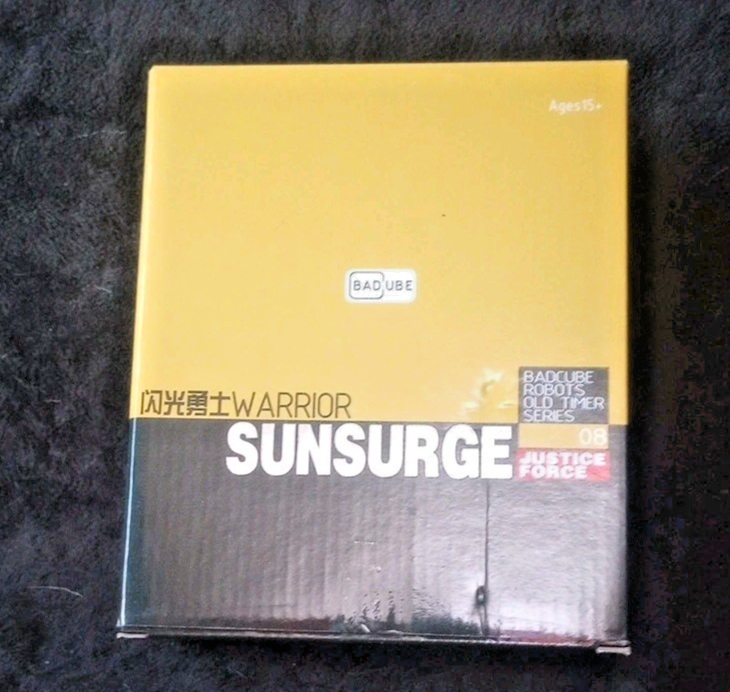 Ages15+
BADCUBE
闪光勇士WARRIOR
SUNSURGE
BADCUBE
ROBOTS
OLD TIMER
SERIES
08
JUSTICE
FORCE